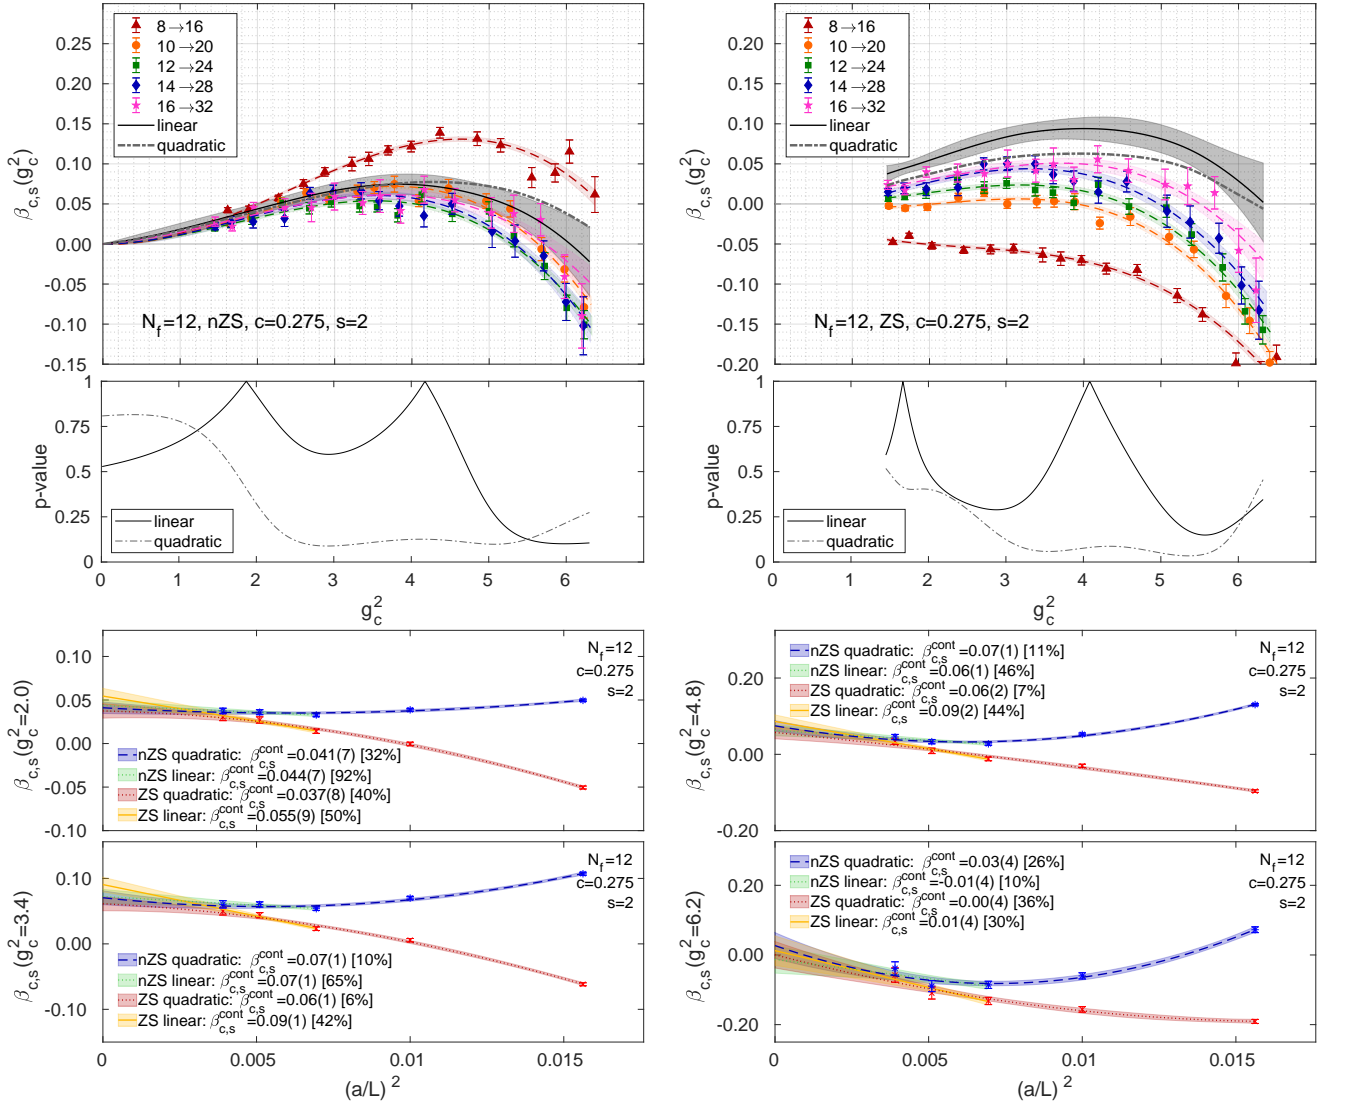 0.25
0.20
0.15
0.10
0.05
0.00
-0.05
-0.10
-0.15
β_{c,s}(g_c^2)
8→16
10→20
12→24
14→28
16→32
linear
quadratic
N_f=12, nZS, c=0.275, s=2
0.20
0.15
0.10
0.05
0.00
-0.05
-0.10
-0.15
-0.20
β_{c,s}(g_c^2)
8→16
10→20
12→24
14→28
16→32
linear
quadratic
N_f=12, ZS, c=0.275, s=2
1
0.75
0.5
0.25
0
p-value
linear
quadratic
0 1 2 3 4 5 6
g_c^2
1
0.75
0.5
0.25
0
p-value
linear
quadratic
1 2 3 4 5 6
g_c^2
0.10
0.05
0.00
-0.05
-0.10
β_{c,s}(g_c^2=2.0)
N_f=12
c=0.275
s=2
nZS quadratic: β_{c,s}^{cont}=0.041(7) [32%]
nZS linear: β_{c,s}^{cont}=0.044(7) [92%]
ZS quadratic: β_{c,s}^{cont}=0.037(8) [40%]
ZS linear: β_{c,s}^{cont}=0.055(9) [50%]
0.20
0.00
-0.20
β_{c,s}(g_c^2=4.8)
nZS quadratic: β_{c,s}^{cont}=0.07(1) [11%]
nZS linear: β_{c,s}^{cont}=0.06(1) [46%]
ZS quadratic: β_{c,s}^{cont}=0.06(2) [7%]
ZS linear: β_{c,s}^{cont}=0.09(2) [44%]
N_f=12
c=0.275
s=2
0.10
0.00
-0.10
β_{c,s}(g_c^2=3.4)
N_f=12
c=0.275
s=2
nZS quadratic: β_{c,s}^{cont}=0.07(1) [10%]
nZS linear: β_{c,s}^{cont}=0.07(1) [65%]
ZS quadratic: β_{c,s}^{cont}=0.06(1) [6%]
ZS linear: β_{c,s}^{cont}=0.09(1) [42%]
0 0.005 0.01 0.015
(a/L)^2
0.20
0.00
-0.20
β_{c,s}(g_c^2=6.2)
nZS quadratic: β_{c,s}^{cont}=0.03(4) [26%]
nZS linear: β_{c,s}^{cont}=-0.01(4) [10%]
ZS quadratic: β_{c,s}^{cont}=0.00(4) [36%]
ZS linear: β_{c,s}^{cont}=0.01(4) [30%]
N_f=12
c=0.275
s=2
0 0.005 0.01 0.015
(a/L)^2